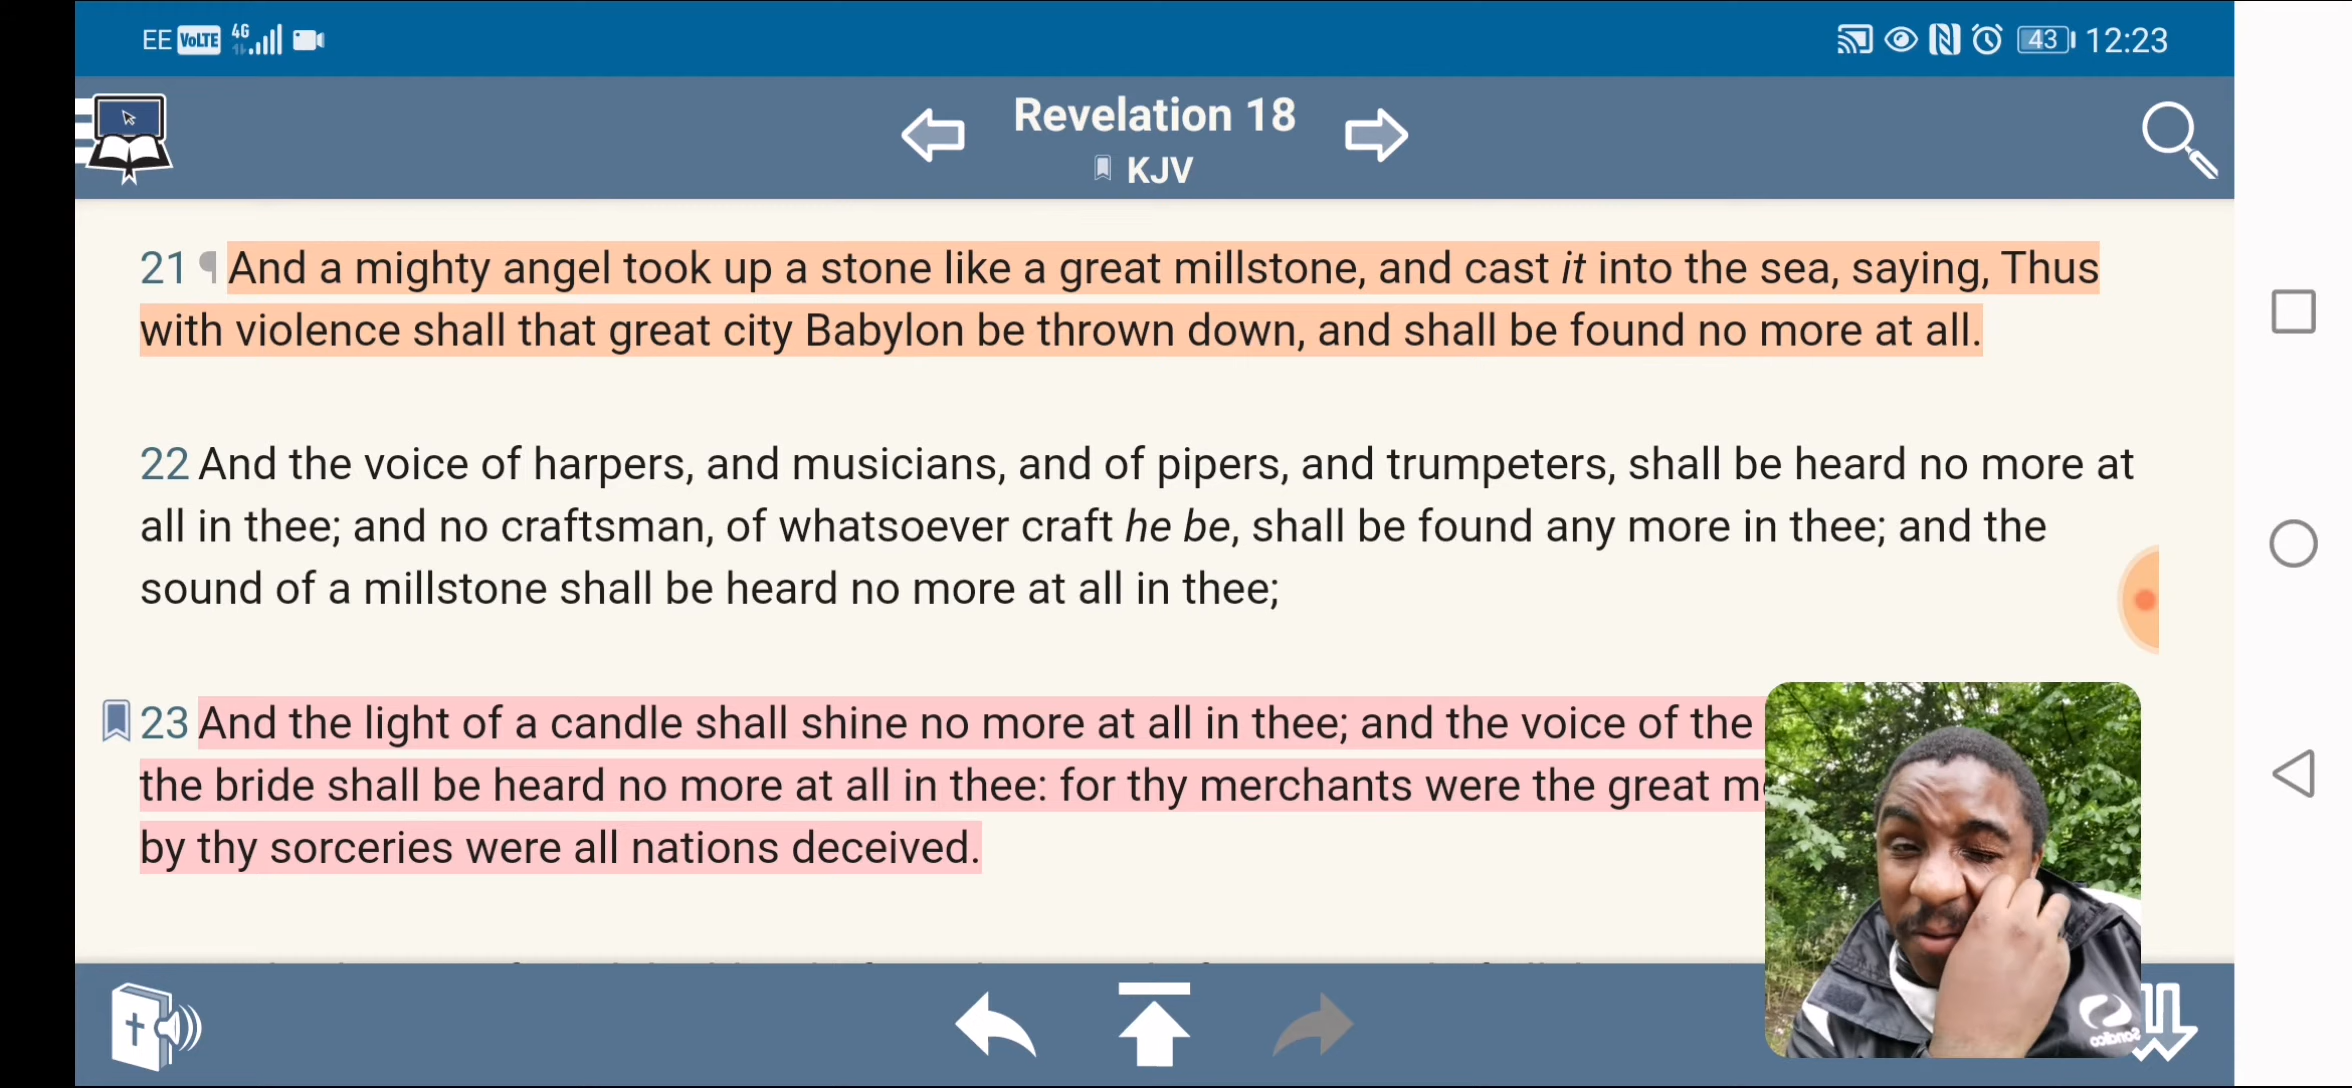 EE VoLTE 4G 43 12:23
Revelation 18
KJV
21 ¶ And a mighty angel took up a stone like a great millstone, and cast it into the sea, saying, Thus
with violence shall that great city Babylon be thrown down, and shall be found no more at all.
22 And the voice of harpers, and musicians, and of pipers, and trumpeters, shall be heard no more at
all in thee; and no craftsman, of whatsoever craft he be, shall be found any more in thee; and the
sound of a millstone shall be heard no more at all in thee;
23 And the light of a candle shall shine no more at all in thee; and the voice of the
the bride shall be heard no more at all in thee: for thy merchants were the great
by thy sorceries were all nations deceived.